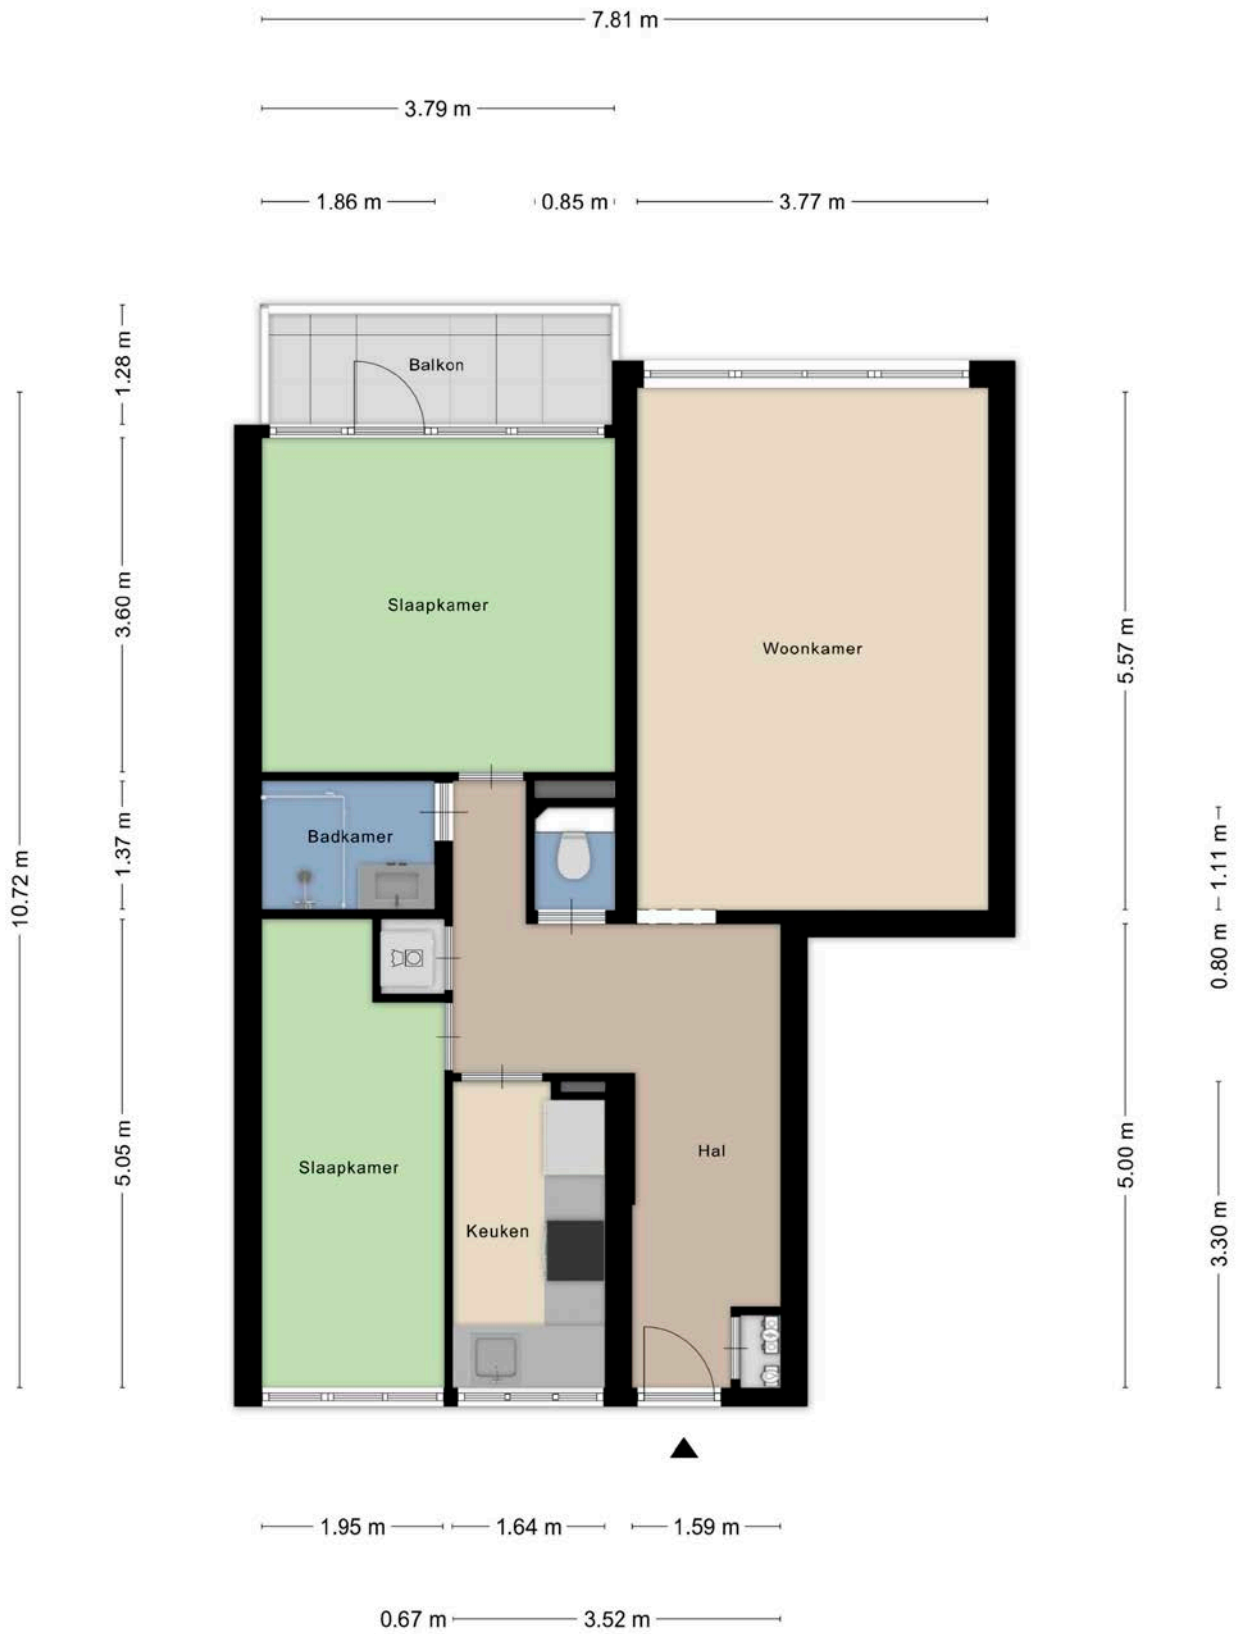 7.81 m
3.79 m
1.86 m
0.85 m
3.77 m
1.28 m
Balkon
3.60 m
Slaapkamer
Woonkamer
5.57 m
10.72 m
1.37 m
Badkamer
1.11 m
0.80 m
5.05 m
Slaapkamer
Keuken
Hal
5.00 m
3.30 m
1.95 m
1.64 m
1.59 m
0.67 m
3.52 m